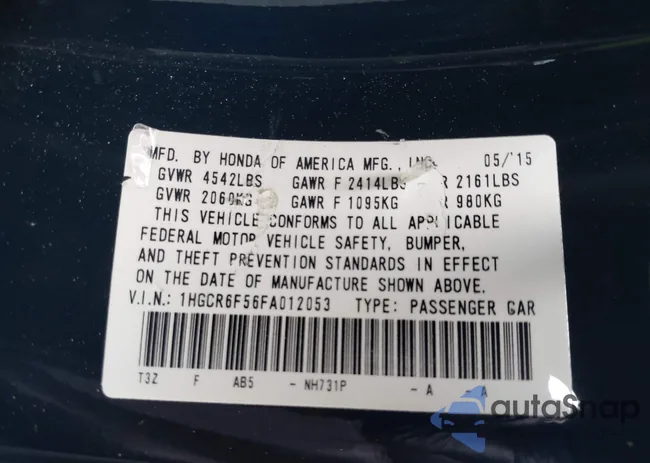 MFD. BY HONDA OF AMERICA MFG., INC. 05/'15
GVWR 4542LBS GAWR F 2414LBS R 2161LBS
GVWR 2060KG GAWR F 1095KG R 980KG
THIS VEHICLE CONFORMS TO ALL APPLICABLE
FEDERAL MOTOR VEHICLE SAFETY, BUMPER,
AND THEFT PREVENTION STANDARDS IN EFFECT
ON THE DATE OF MANUFACTURE SHOWN ABOVE.
V.I.N.: 1HGCR6F56FA012053 TYPE: PASSENGER CAR
T3Z F AB5 - NH731P - A - A
autosnap